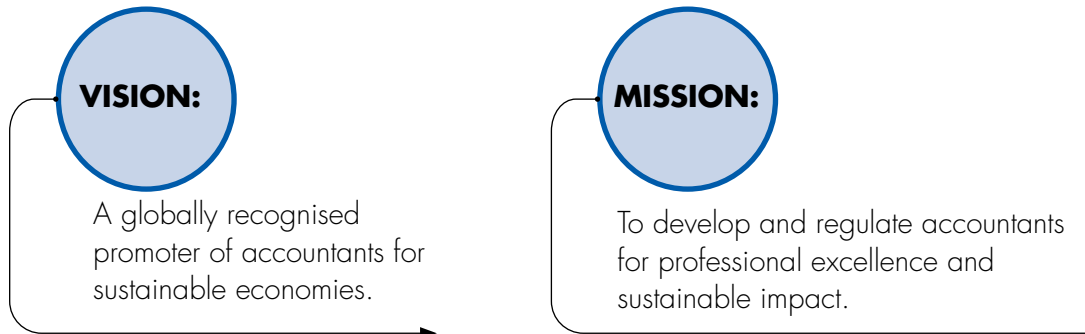 VISION:
A globally recognised
promoter of accountants for
sustainable economies.
MISSION:
To develop and regulate accountants
for professional excellence and
sustainable impact.